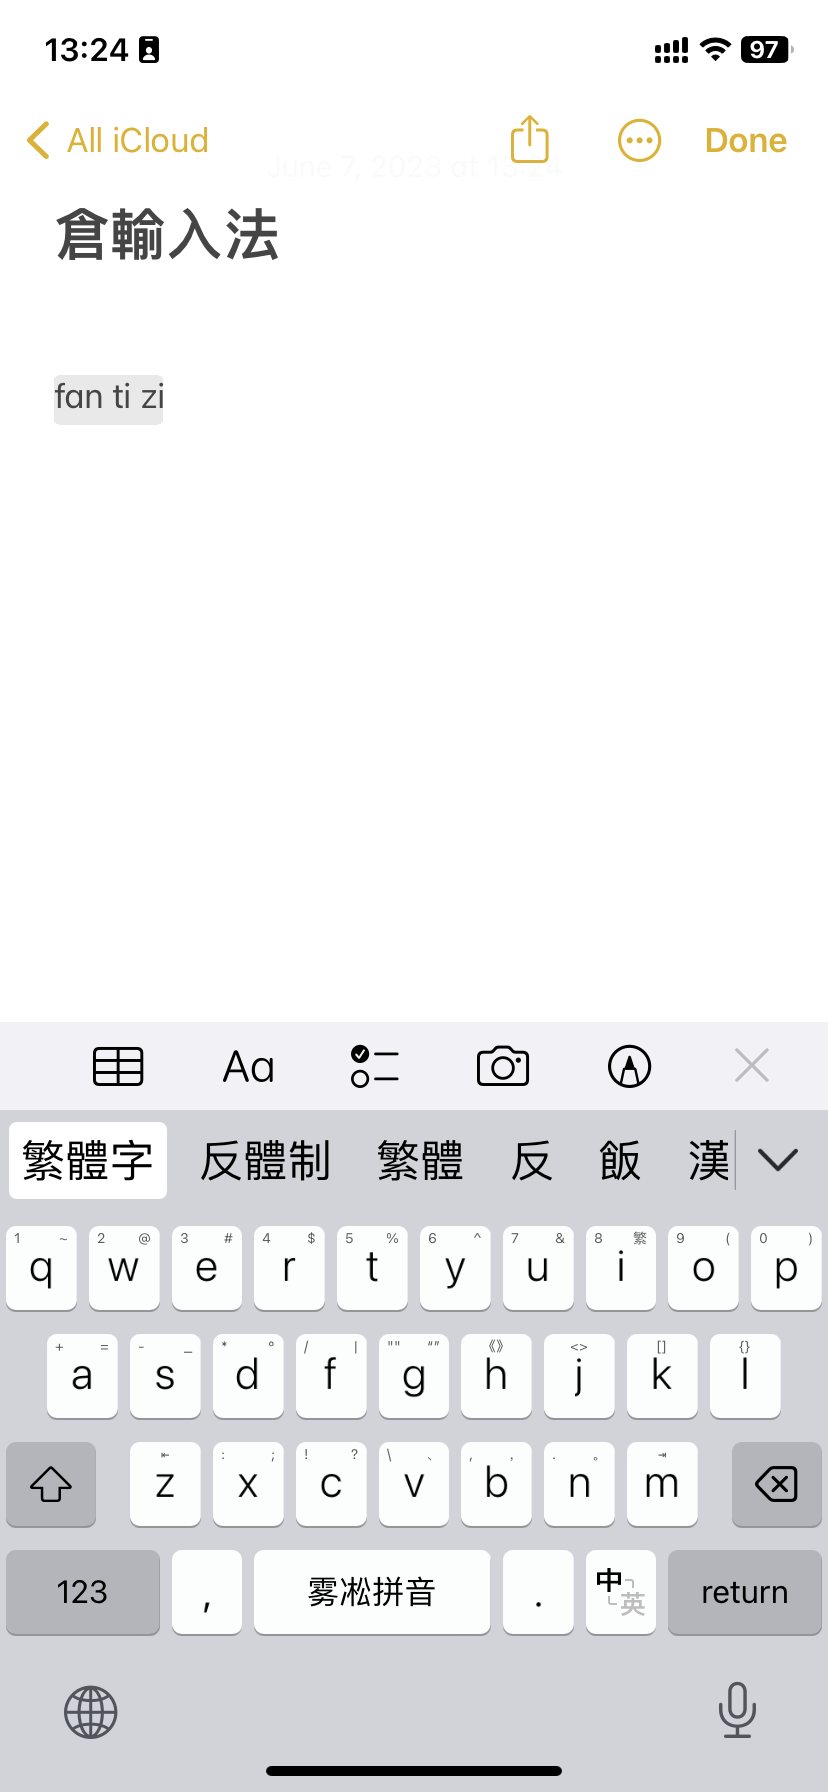 13:24
97
All iCloud
Done
June 7, 2023 at 13:24
倉輸入法
fan ti zi
Aa
繁體字 反體制 繁體 反 飯 漢
1 ~ 2 @ 3 # 4 $ 5 % 6 ^ 7 & 8 繁 9 ( 0 )
q w e r t y u i o p
+ = - _ * ° / | "" “” 《》 <> [] {}
a s d f g h j k l
⇤ : ; ! ? \ 、 , ， . 。 ⇥
z x c v b n m
123 , 雾凇拼音 . 中 英 return